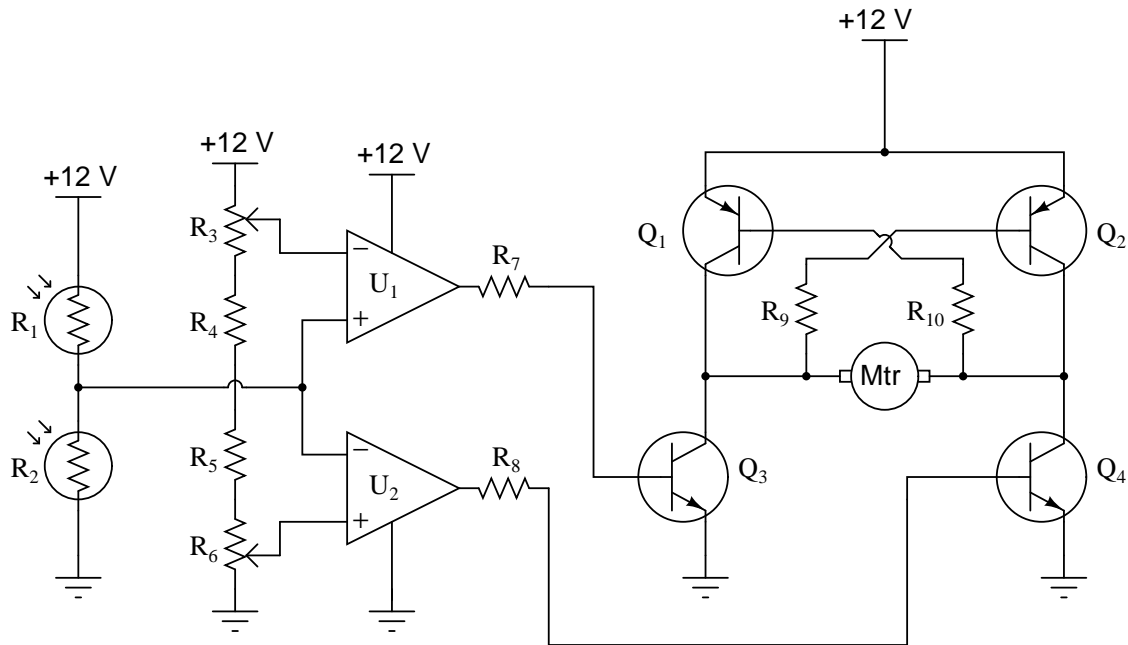 +12 V
+12 V
+12 V
+12 V
R3
Q1
Q2
U1
R7
R1
R4
R9
R10
Mtr
R2
R5
U2
R8
Q3
Q4
R6
−
+
−
+